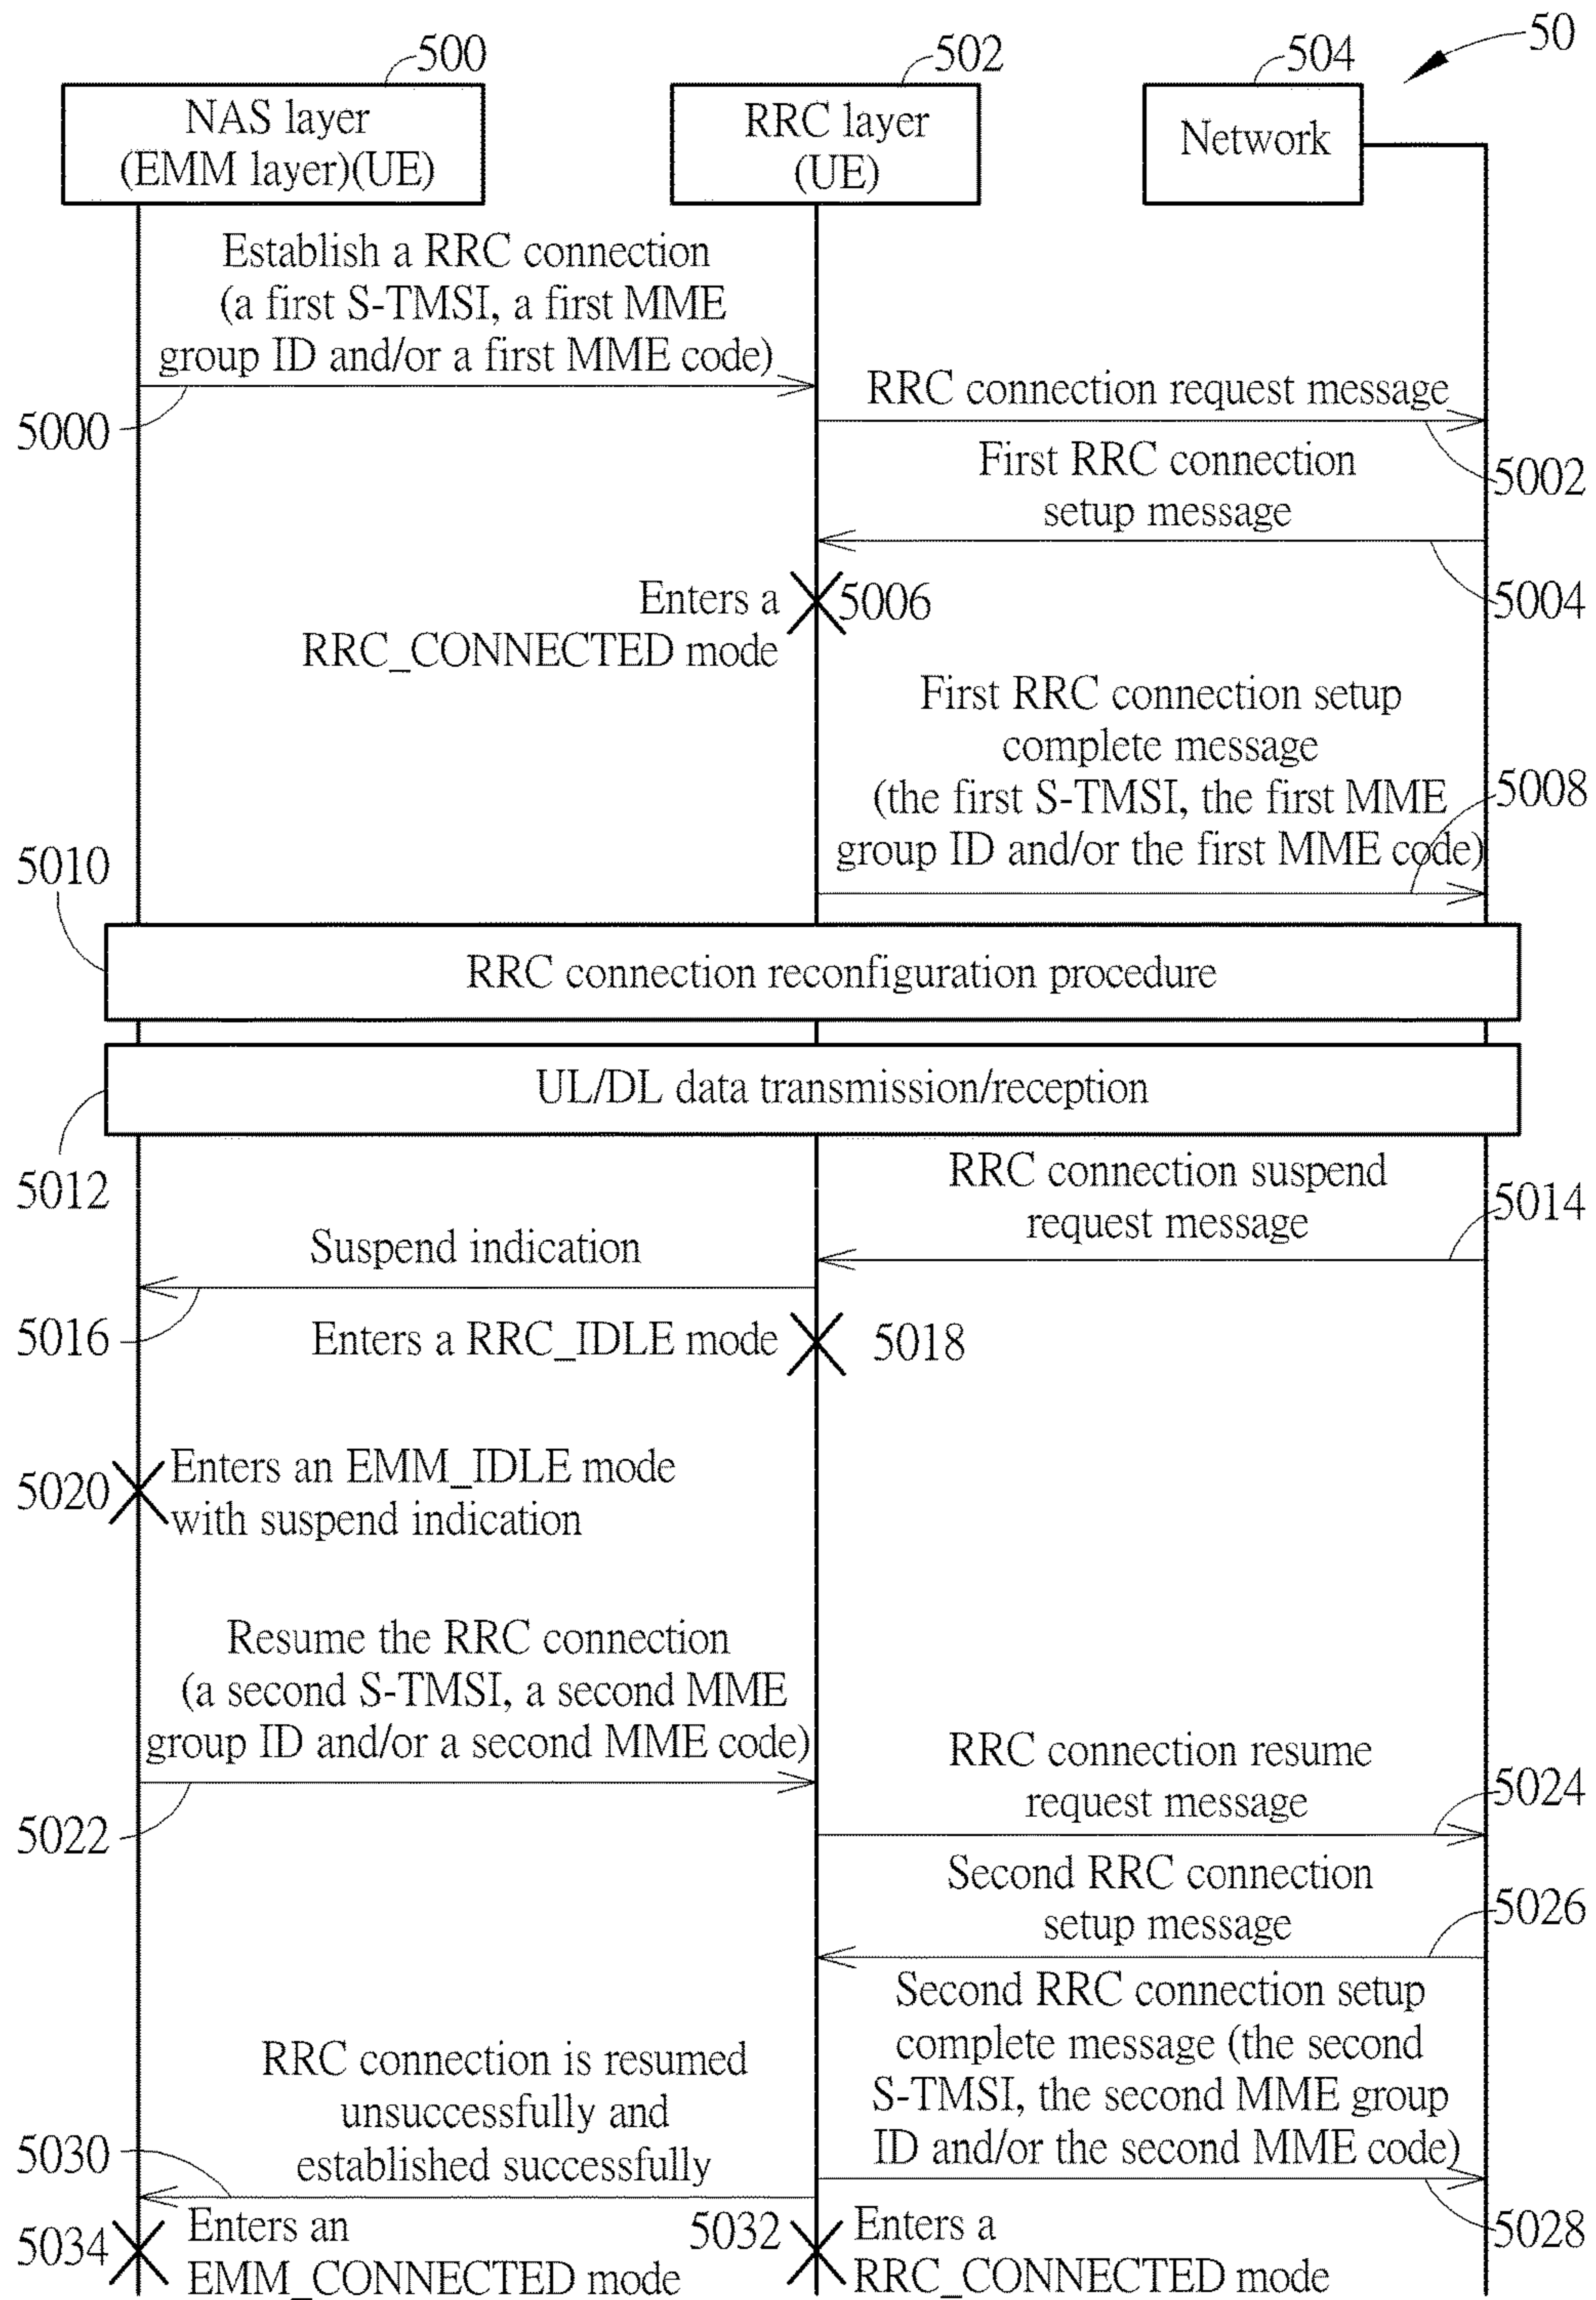 50
500
502
504
NAS layer
(EMM layer)(UE)
RRC layer
(UE)
Network
Establish a RRC connection
(a first S-TMSI, a first MME
group ID and/or a first MME code)
5000
RRC connection request message
5002
First RRC connection
setup message
5004
Enters a
RRC_CONNECTED mode
5006
First RRC connection setup
complete message
(the first S-TMSI, the first MME
group ID and/or the first MME code)
5008
5010
RRC connection reconfiguration procedure
UL/DL data transmission/reception
5012
RRC connection suspend
request message
5014
Suspend indication
5016
Enters a RRC_IDLE mode
5018
5020
Enters an EMM_IDLE mode
with suspend indication
Resume the RRC connection
(a second S-TMSI, a second MME
group ID and/or a second MME code)
5022
RRC connection resume
request message
5024
Second RRC connection
setup message
5026
Second RRC connection setup
complete message (the second
S-TMSI, the second MME group
ID and/or the second MME code)
5028
RRC connection is resumed
unsuccessfully and
established successfully
5030
5034
Enters an
EMM_CONNECTED mode
5032
Enters a
RRC_CONNECTED mode